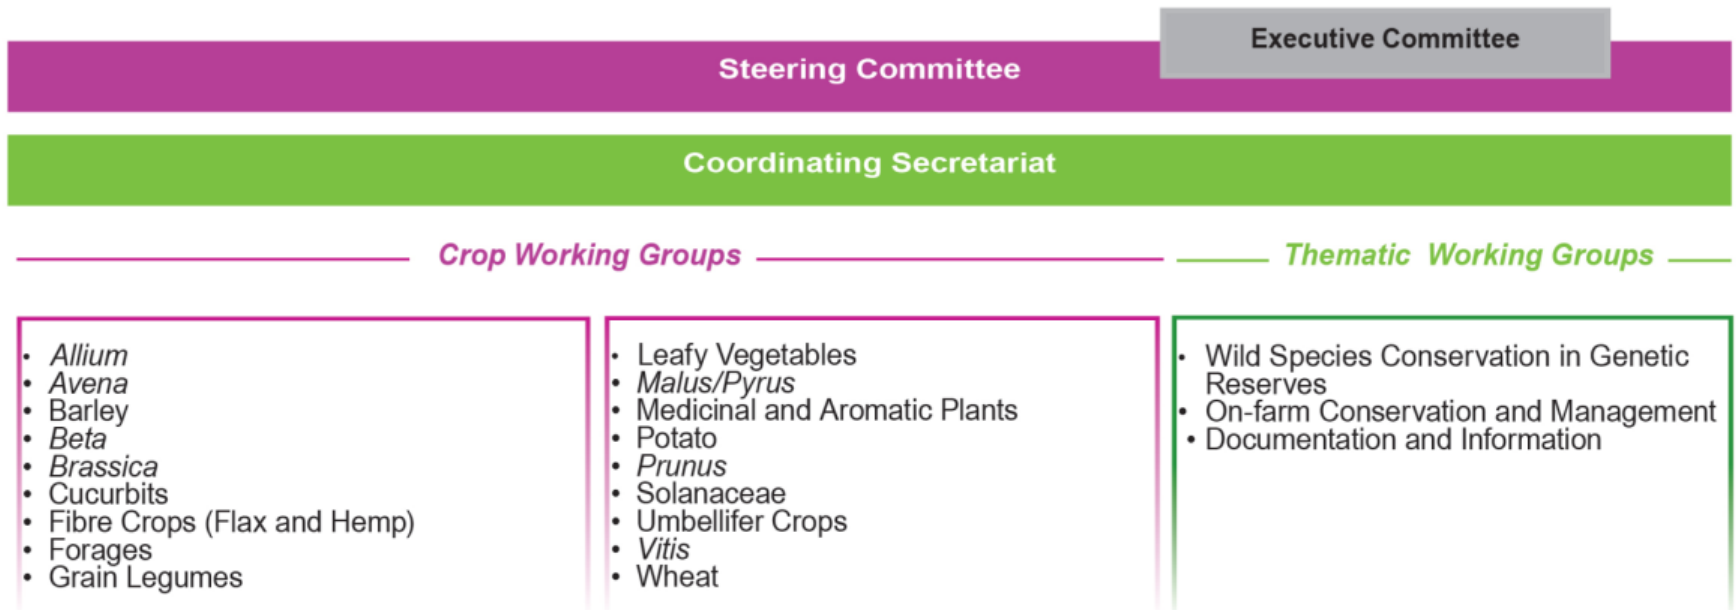 Executive Committee
Steering Committee
Coordinating Secretariat
Crop Working Groups
Thematic Working Groups
• Allium
• Avena
• Barley
• Beta
• Brassica
• Cucurbits
• Fibre Crops (Flax and Hemp)
• Forages
• Grain Legumes
• Leafy Vegetables
• Malus/Pyrus
• Medicinal and Aromatic Plants
• Potato
• Prunus
• Solanaceae
• Umbellifer Crops
• Vitis
• Wheat
• Wild Species Conservation in Genetic
Reserves
• On-farm Conservation and Management
• Documentation and Information